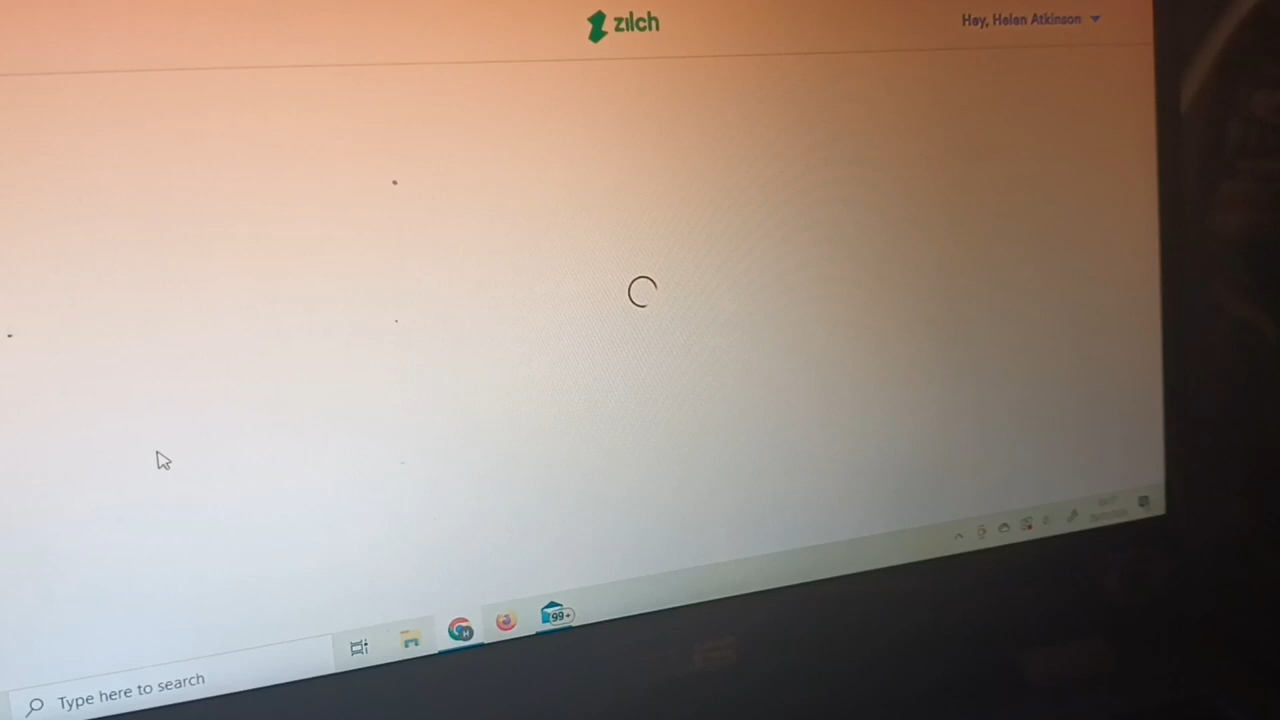 zilch
Hey, Helen Atkinson
99+
H
Type here to search